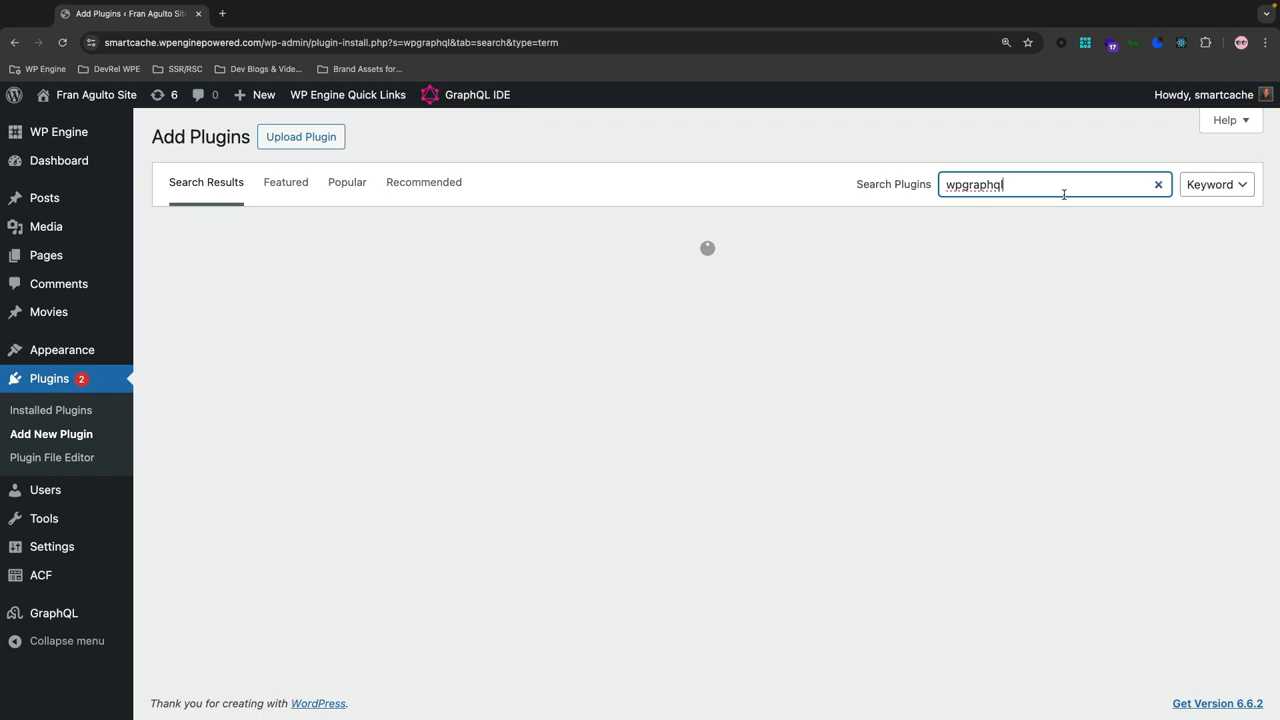 Add Plugins ‹ Fran Agulto Site
smartcache.wpenginepowered.com/wp-admin/plugin-install.php?s=wpgraphql&tab=search&type=term
17
WP Engine
DevRel WPE
SSR/RSC
Dev Blogs & Vide...
Brand Assets for...
Fran Agulto Site
6
0
New
WP Engine Quick Links
GraphQL IDE
Howdy, smartcache
WP Engine
Dashboard
Posts
Media
Pages
Comments
Movies
Appearance
Plugins 2
Installed Plugins
Add New Plugin
Plugin File Editor
Users
Tools
Settings
ACF
GraphQL
Collapse menu
Help
Add Plugins
Upload Plugin
Search Results
Featured
Popular
Recommended
Search Plugins
wpgraphql
Keyword
Thank you for creating with WordPress.
Get Version 6.6.2